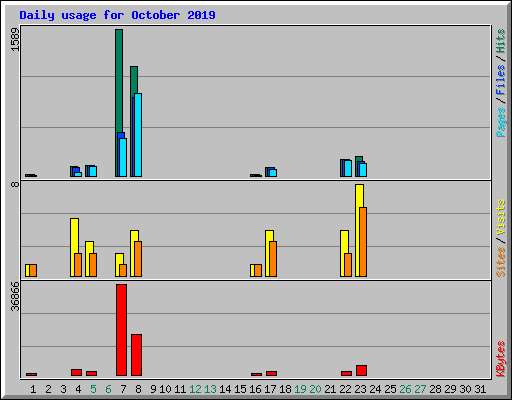 Daily usage for October 2019
1589
Pages / Files / Hits
8
Sites / Visits
36866
KBytes
1 2 3 4 5 6 7 8 9 10 11 12 13 14 15 16 17 18 19 20 21 22 23 24 25 26 27 28 29 30 31